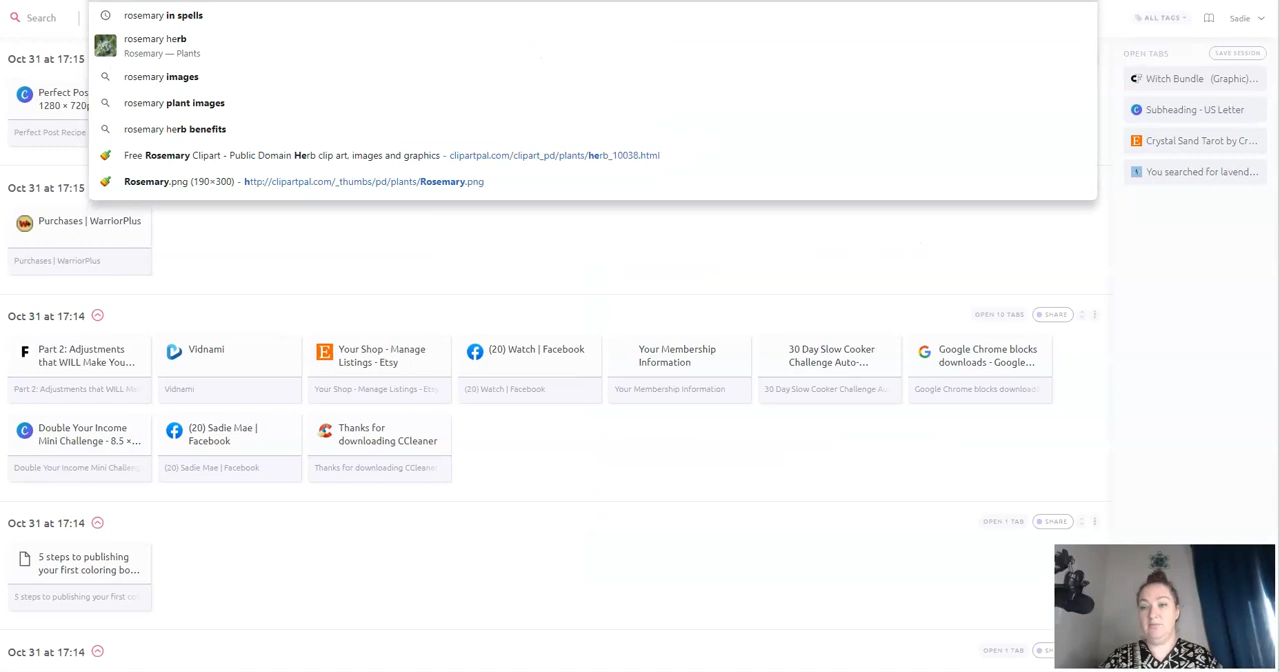 Search
rosemary in spells
rosemary herb
Rosemary — Plants
rosemary images
rosemary plant images
rosemary herb benefits
Free Rosemary Clipart - Public Domain Herb clip art, images and graphics - clipartpal.com/clipart_pd/plants/herb_10038.html
Rosemary.png (190×300) - http://clipartpal.com/_thumbs/pd/plants/Rosemary.png
ALL TAGS
Sadie
OPEN TABS
SAVE SESSION
Witch Bundle (Graphic)...
Subheading - US Letter
Crystal Sand Tarot by Cr...
You searched for lavend...
Oct 31 at 17:15
Perfect Pos
1280 × 720p
Perfect Post Recipe
Oct 31 at 17:15
Purchases | WarriorPlus
Purchases | WarriorPlus
Oct 31 at 17:14
OPEN 10 TABS
SHARE
Part 2: Adjustments
that WILL Make You...
Part 2: Adjustments that WILL Ma
Vidnami
Vidnami
Your Shop - Manage
Listings - Etsy
Your Shop - Manage Listings - Etsy
(20) Watch | Facebook
(20) Watch | Facebook
Your Membership
Information
Your Membership Information
30 Day Slow Cooker
Challenge Auto-...
30 Day Slow Cooker Challenge Au
Google Chrome blocks
downloads - Google...
Google Chrome blocks download
Double Your Income
Mini Challenge - 8.5 ×...
Double Your Income Mini Challen
(20) Sadie Mae |
Facebook
(20) Sadie Mae | Facebook
Thanks for
downloading CCleaner
Thanks for downloading CCleaner
Oct 31 at 17:14
OPEN 1 TAB
SHARE
5 steps to publishing
your first coloring bo...
5 steps to publishing your first co
Oct 31 at 17:14
OPEN 1 TAB